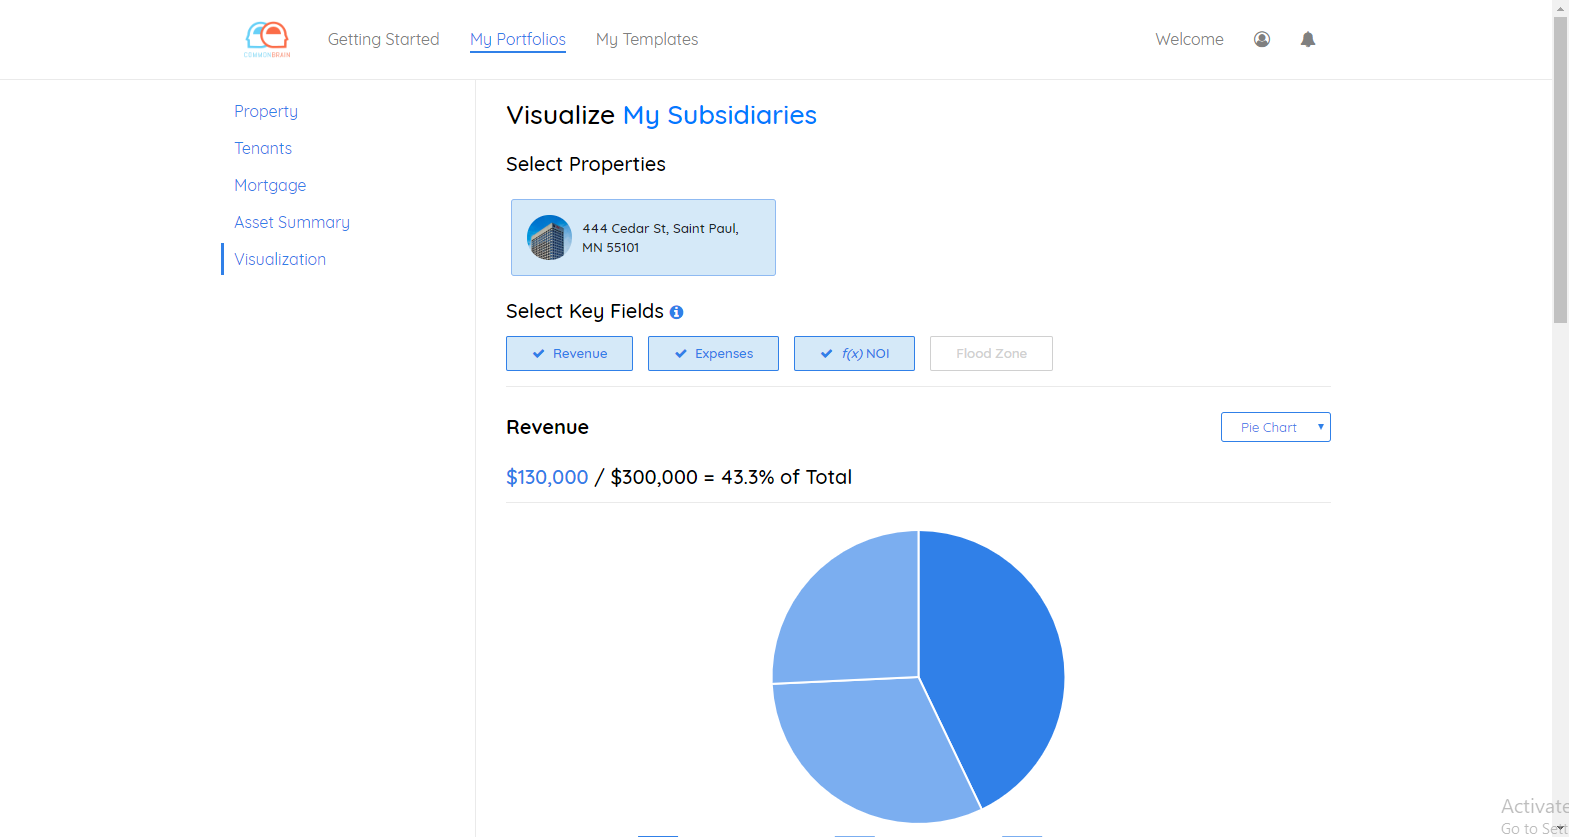 COMMONBRAIN
Getting Started
My Portfolios
My Templates
Welcome
Property
Tenants
Mortgage
Asset Summary
Visualization
Visualize My Subsidiaries
Select Properties
444 Cedar St, Saint Paul,
MN 55101
Select Key Fields
Revenue
Expenses
f(x) NOI
Flood Zone
Revenue
Pie Chart
$130,000 / $300,000 = 43.3% of Total
Activate
Go to Sett